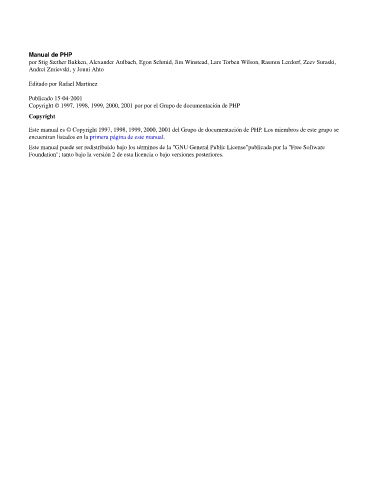 Manual de PHP
por Stig Sæther Bakken, Alexander Aulbach, Egon Schmid, Jim Winstead, Lars Torben Wilson, Rasmus Lerdorf, Zeev Suraski,
Andrei Zmievski, y Jouni Ahto
Editado por Rafael Martínez
Publicado 15-04-2001
Copyright © 1997, 1998, 1999, 2000, 2001 por por el Grupo de documentación de PHP
Copyright
Este manual es © Copyright 1997, 1998, 1999, 2000, 2001 del Grupo de documentación de PHP. Los miembros de este grupo se
encuentran listados en la primera página de este manual.
Este manual puede ser redistribuido bajo los términos de la "GNU General Public License"publicada por la "Free Software
Foundation"; tanto bajo la versión 2 de esta licencia o bajo versiones posteriores.